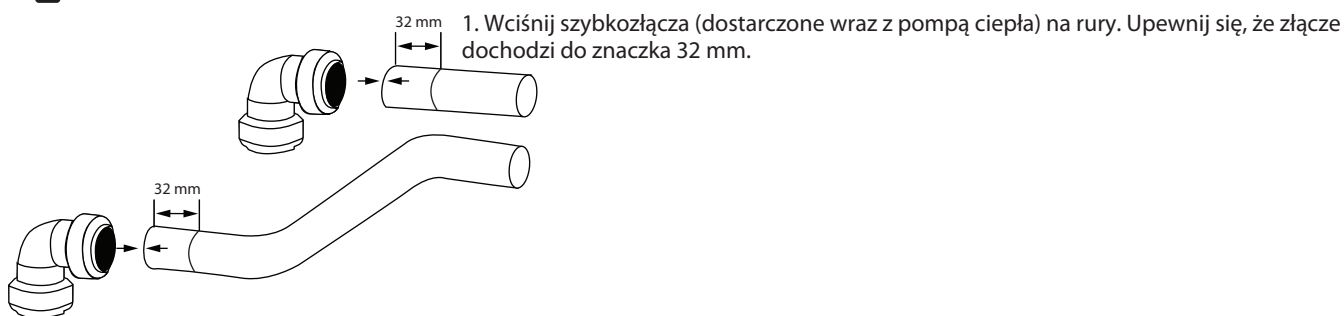 32 mm
1. Wciśnij szybkozłącza (dostarczone wraz z pompą ciepła) na rury. Upewnij się, że złącze
dochodzi do znaczka 32 mm.
32 mm